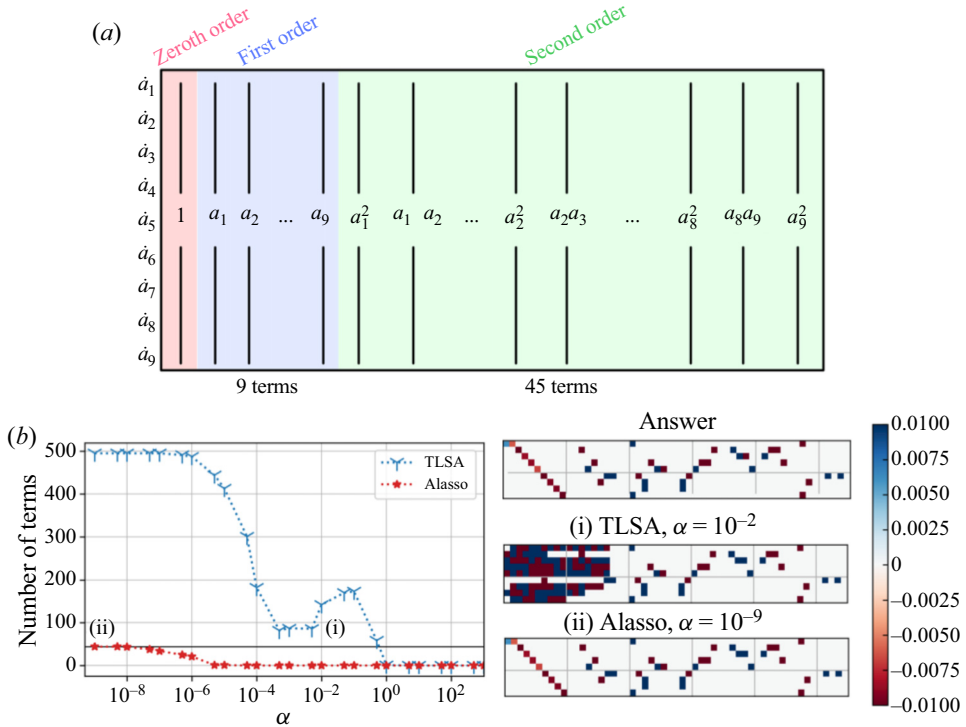 (a)
Zeroth order
First order
Second order
ȧ₁
ȧ₂
ȧ₃
ȧ₄
ȧ₅
ȧ₆
ȧ₇
ȧ₈
ȧ₉
1 a₁ a₂ ... a₉ a₁² a₁ a₂ ... a₂² a₂a₃ ... a₈² a₈a₉ a₉²
9 terms 45 terms
(b)
Number of terms
500
400
300
200
100
0
TLSA
Alasso
(i)
(ii)
10⁻⁸ 10⁻⁶ 10⁻⁴ 10⁻² 10⁰ 10²
α
Answer
(i) TLSA, α = 10⁻²
(ii) Alasso, α = 10⁻⁹
0.0100
0.0075
0.0050
0.0025
0
−0.0025
−0.0050
−0.0075
−0.0100